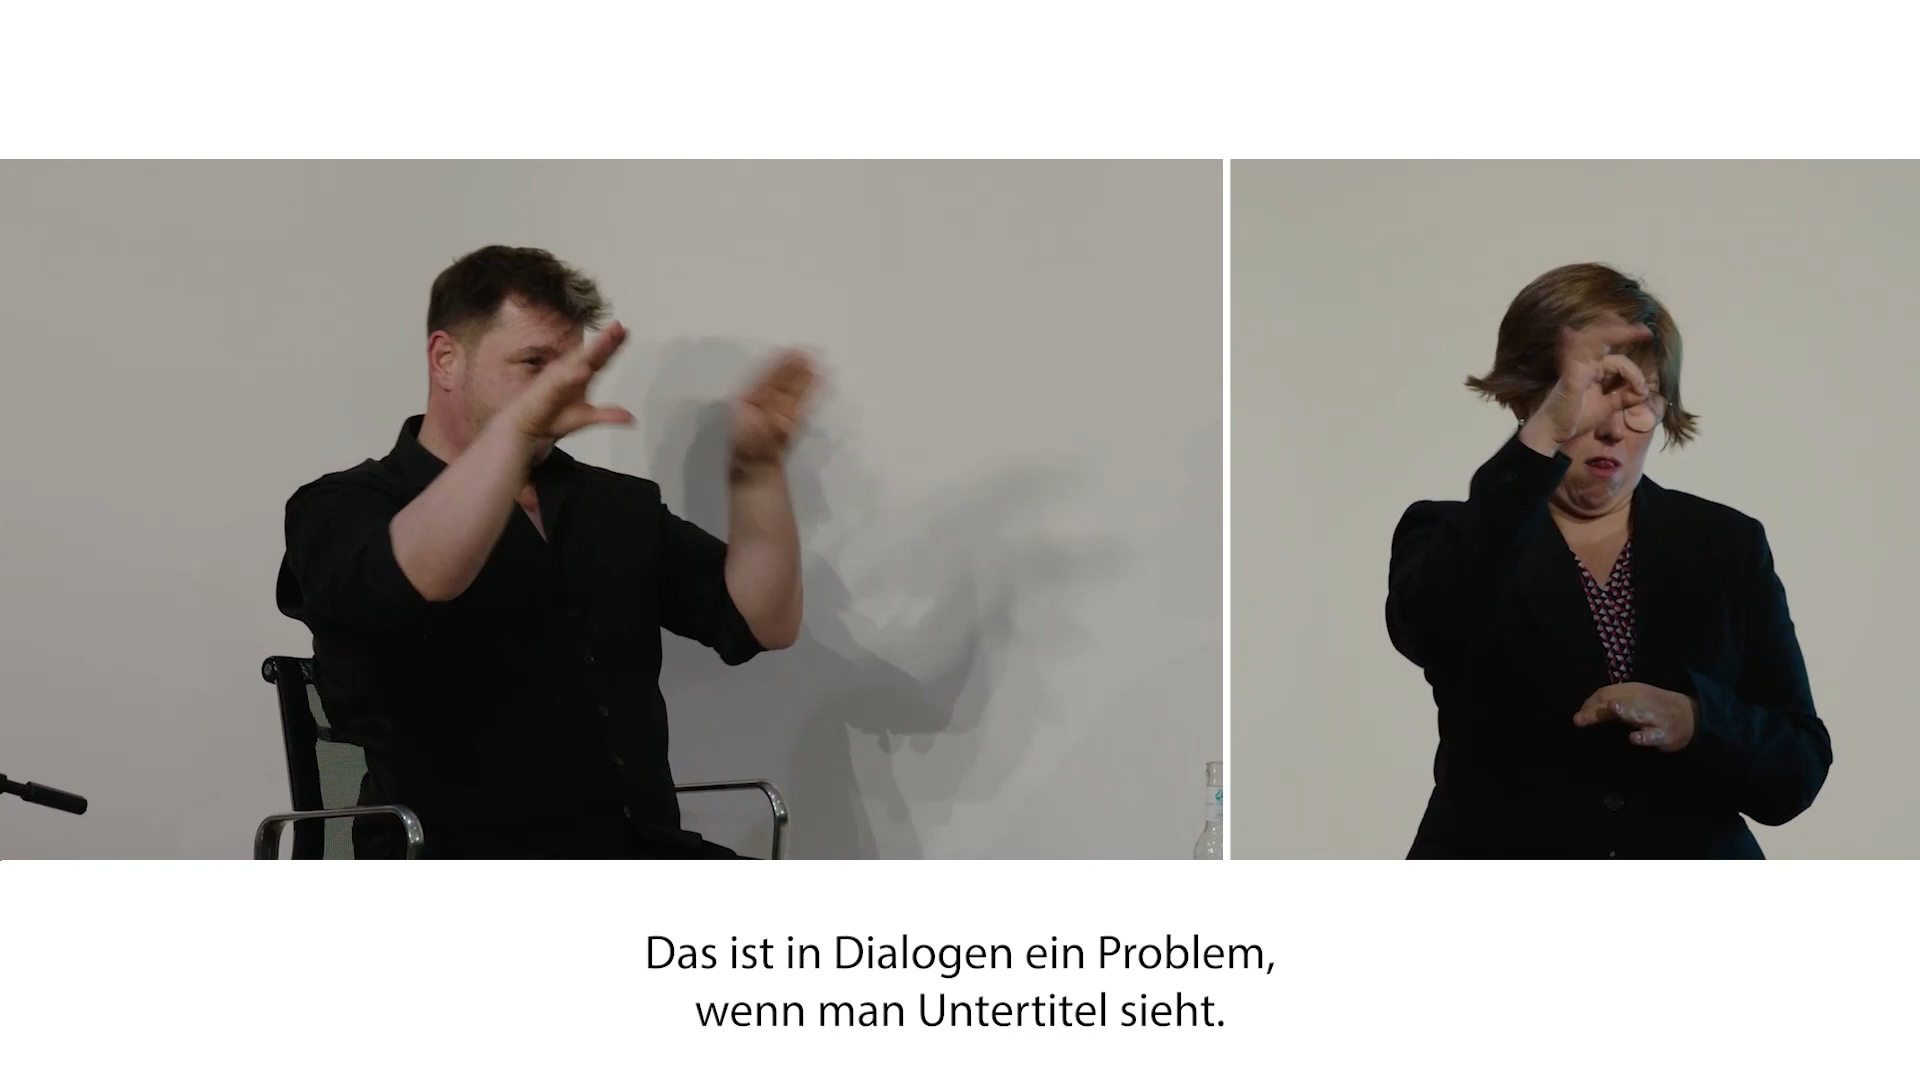 Das ist in Dialogen ein Problem,
wenn man Untertitel sieht.